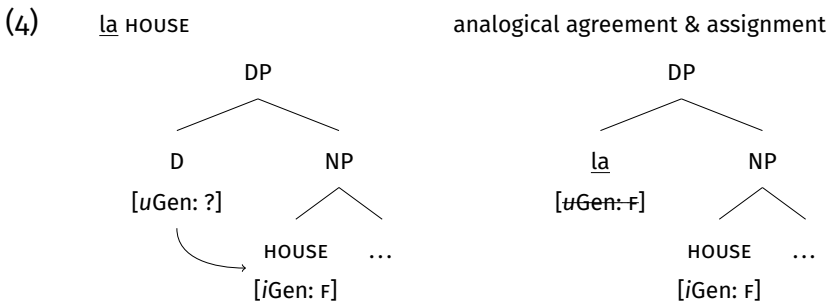 (4) la HOUSE analogical agreement & assignment
DP DP
D NP la NP
[uGen: ?] [uGen: F]
HOUSE … HOUSE …
[iGen: F] [iGen: F]